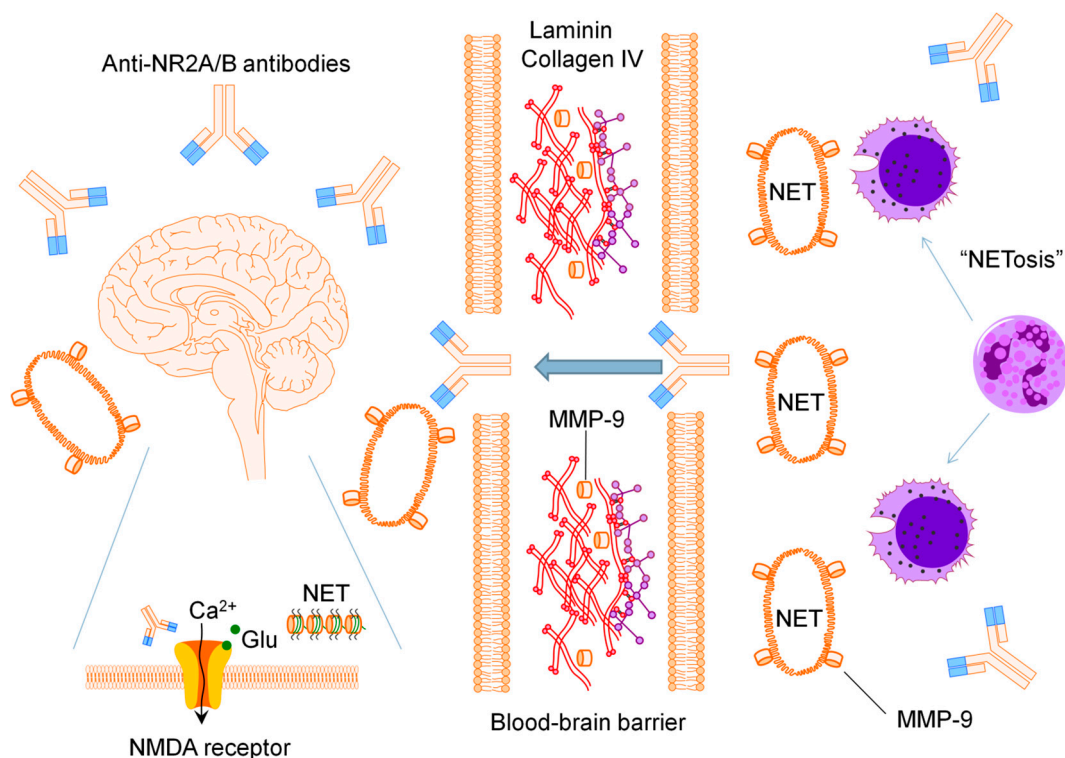 Laminin
Collagen IV
Anti-NR2A/B antibodies
NET
“NETosis”
NET
MMP-9
NET
Ca²⁺
Glu
NET
NMDA receptor
Blood-brain barrier
MMP-9